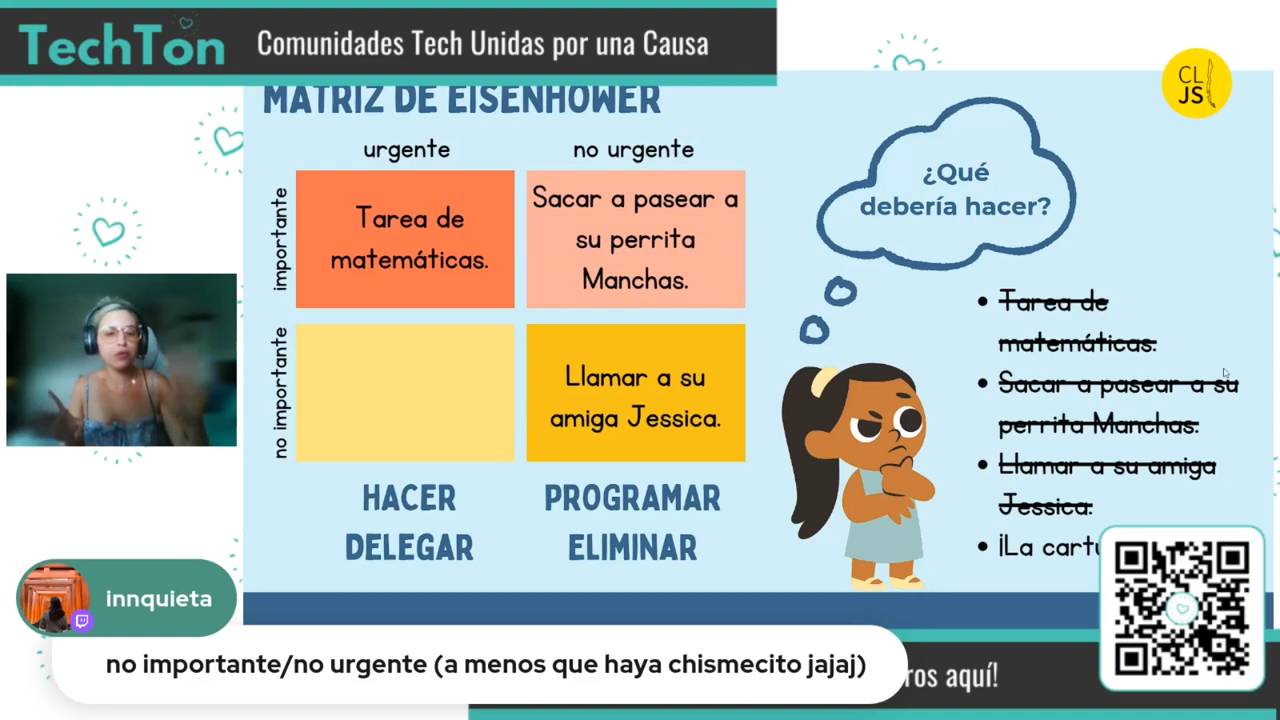 TechTon
Comunidades Tech Unidas por una Causa
CL
JS
MATRIZ DE EISENHOWER
urgente
no urgente
importante
Tarea de
matemáticas.
Sacar a pasear a
su perrita
Manchas.
no importante
Llamar a su
amiga Jessica.
HACER
PROGRAMAR
DELEGAR
ELIMINAR
¿Qué
debería hacer?
• Tarea de
matemáticas.
• Sacar a pasear a su
perrita Manchas.
• Llamar a su amiga
Jessica.
• ¡La
innquieta
no importante/no urgente (a menos que haya chismecito jajaj)
aquí!